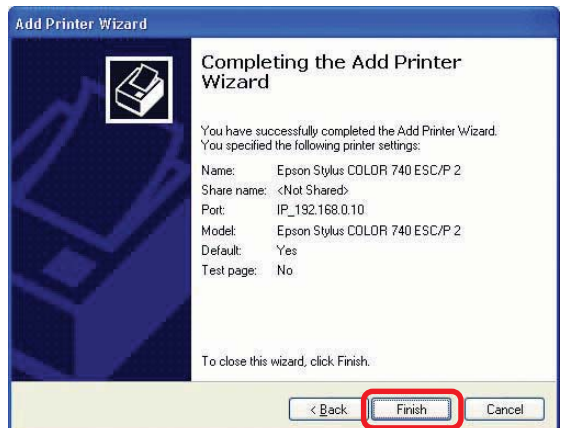 Add Printer Wizard
Completing the Add Printer
Wizard
You have successfully completed the Add Printer Wizard.
You specified the following printer settings:
Name: Epson Stylus COLOR 740 ESC/P 2
Share name: <Not Shared>
Port: IP_192.168.0.10
Model: Epson Stylus COLOR 740 ESC/P 2
Default: Yes
Test page: No
To close this wizard, click Finish.
< Back Finish Cancel